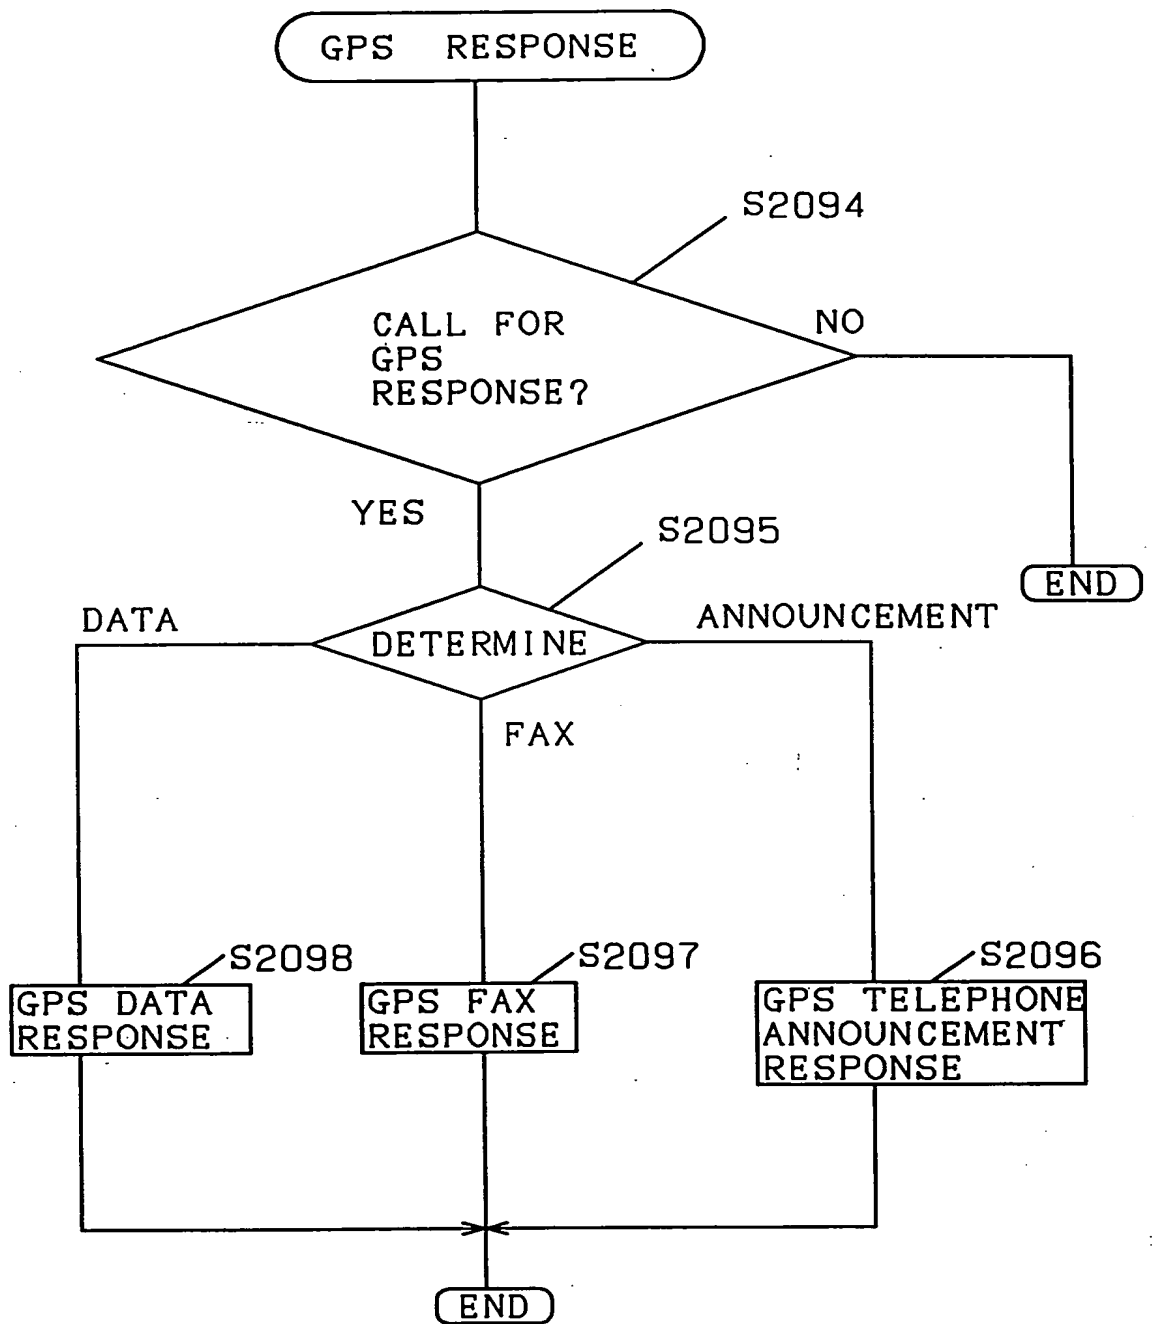 GPS RESPONSE
S2094
CALL FOR
GPS
RESPONSE?
NO
YES
S2095
END
DATA
DETERMINE
ANNOUNCEMENT
FAX
S2098
S2097
S2096
GPS DATA
RESPONSE
GPS FAX
RESPONSE
GPS TELEPHONE
ANNOUNCEMENT
RESPONSE
END